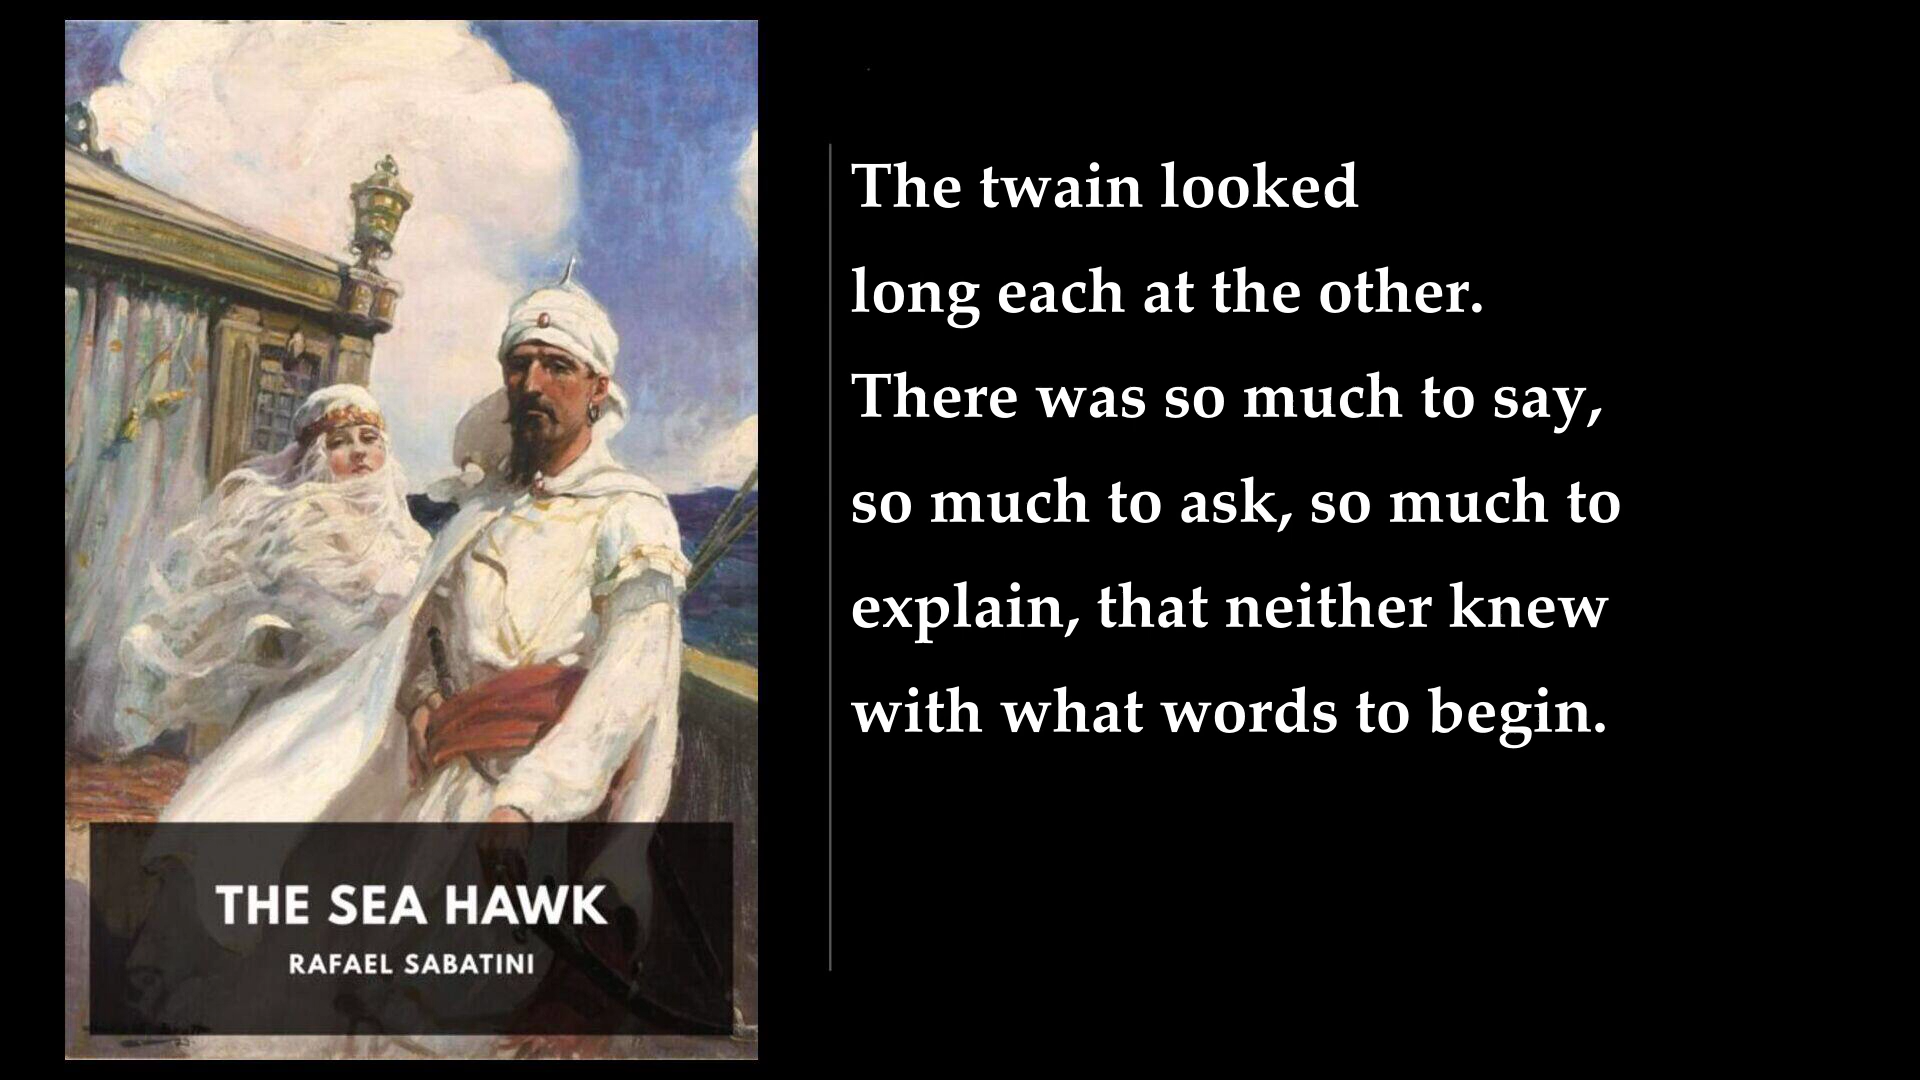 The twain looked
long each at the other.
There was so much to say,
so much to ask, so much to
explain, that neither knew
with what words to begin.
THE SEA HAWK
RAFAEL SABATINI